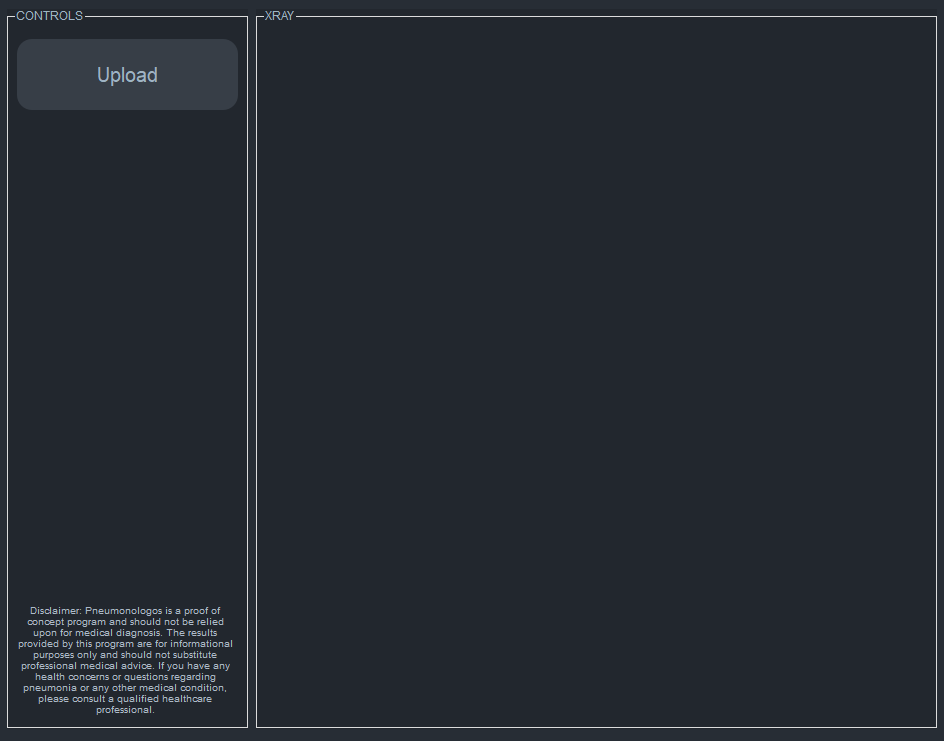 CONTROLS
XRAY
Upload
Disclaimer: Pneumonologos is a proof of
concept program and should not be relied
upon for medical diagnosis. The results
provided by this program are for informational
purposes only and should not substitute
professional medical advice. If you have any
health concerns or questions regarding
pneumonia or any other medical condition,
please consult a qualified healthcare
professional.